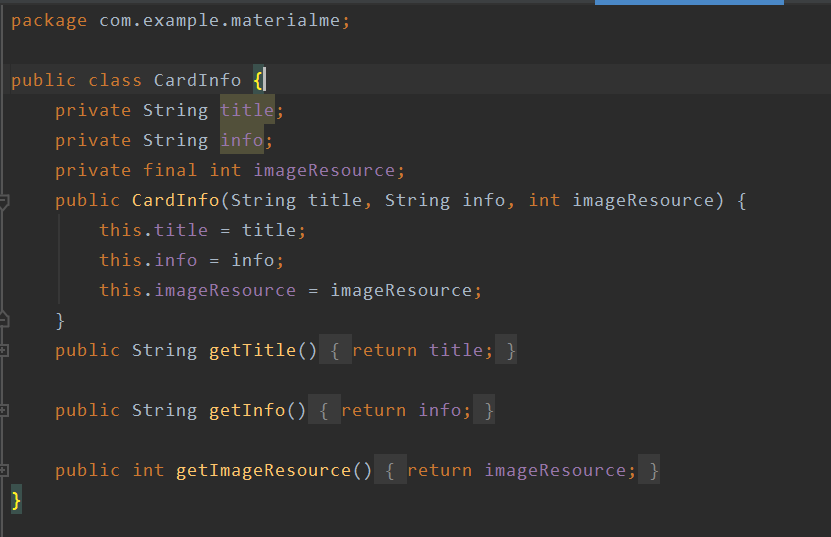 package com.example.materialme;
public class CardInfo {
private String title;
private String info;
private final int imageResource;
public CardInfo(String title, String info, int imageResource) {
this.title = title;
this.info = info;
this.imageResource = imageResource;
}
public String getTitle() { return title; }
public String getInfo() { return info; }
public int getImageResource() { return imageResource; }
}